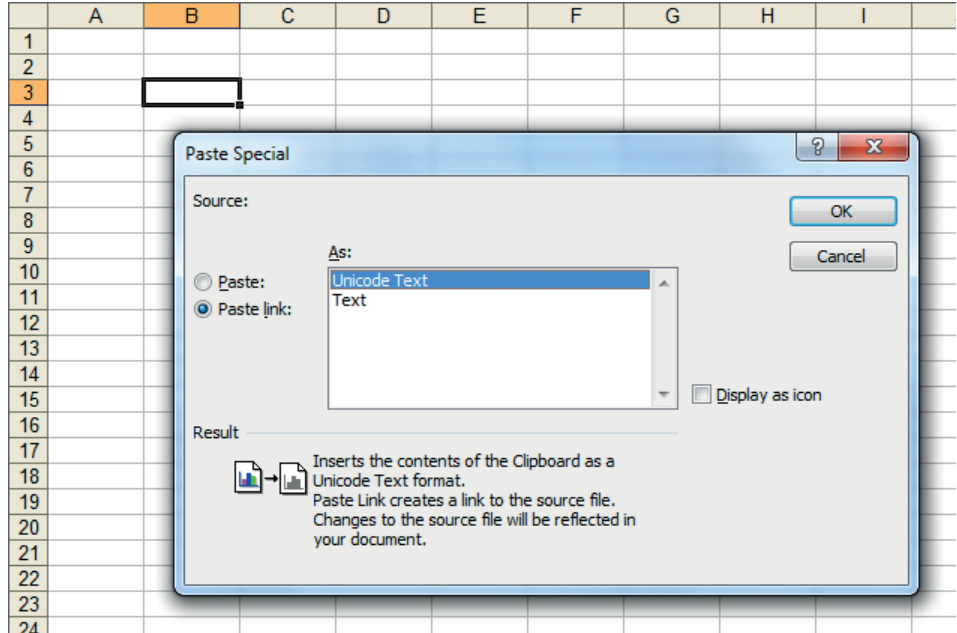 A B C D E F G H I
1
2
3
4
5
Paste Special
6
7
Source:
8
OK
9
As:
Cancel
10
Paste:
Unicode Text
11
Paste link:
Text
12
13
14
15
Display as icon
16
Result
17
Inserts the contents of the Clipboard as a
18
Unicode Text format.
19
Paste Link creates a link to the source file.
20
Changes to the source file will be reflected in
21
your document.
22
23
24